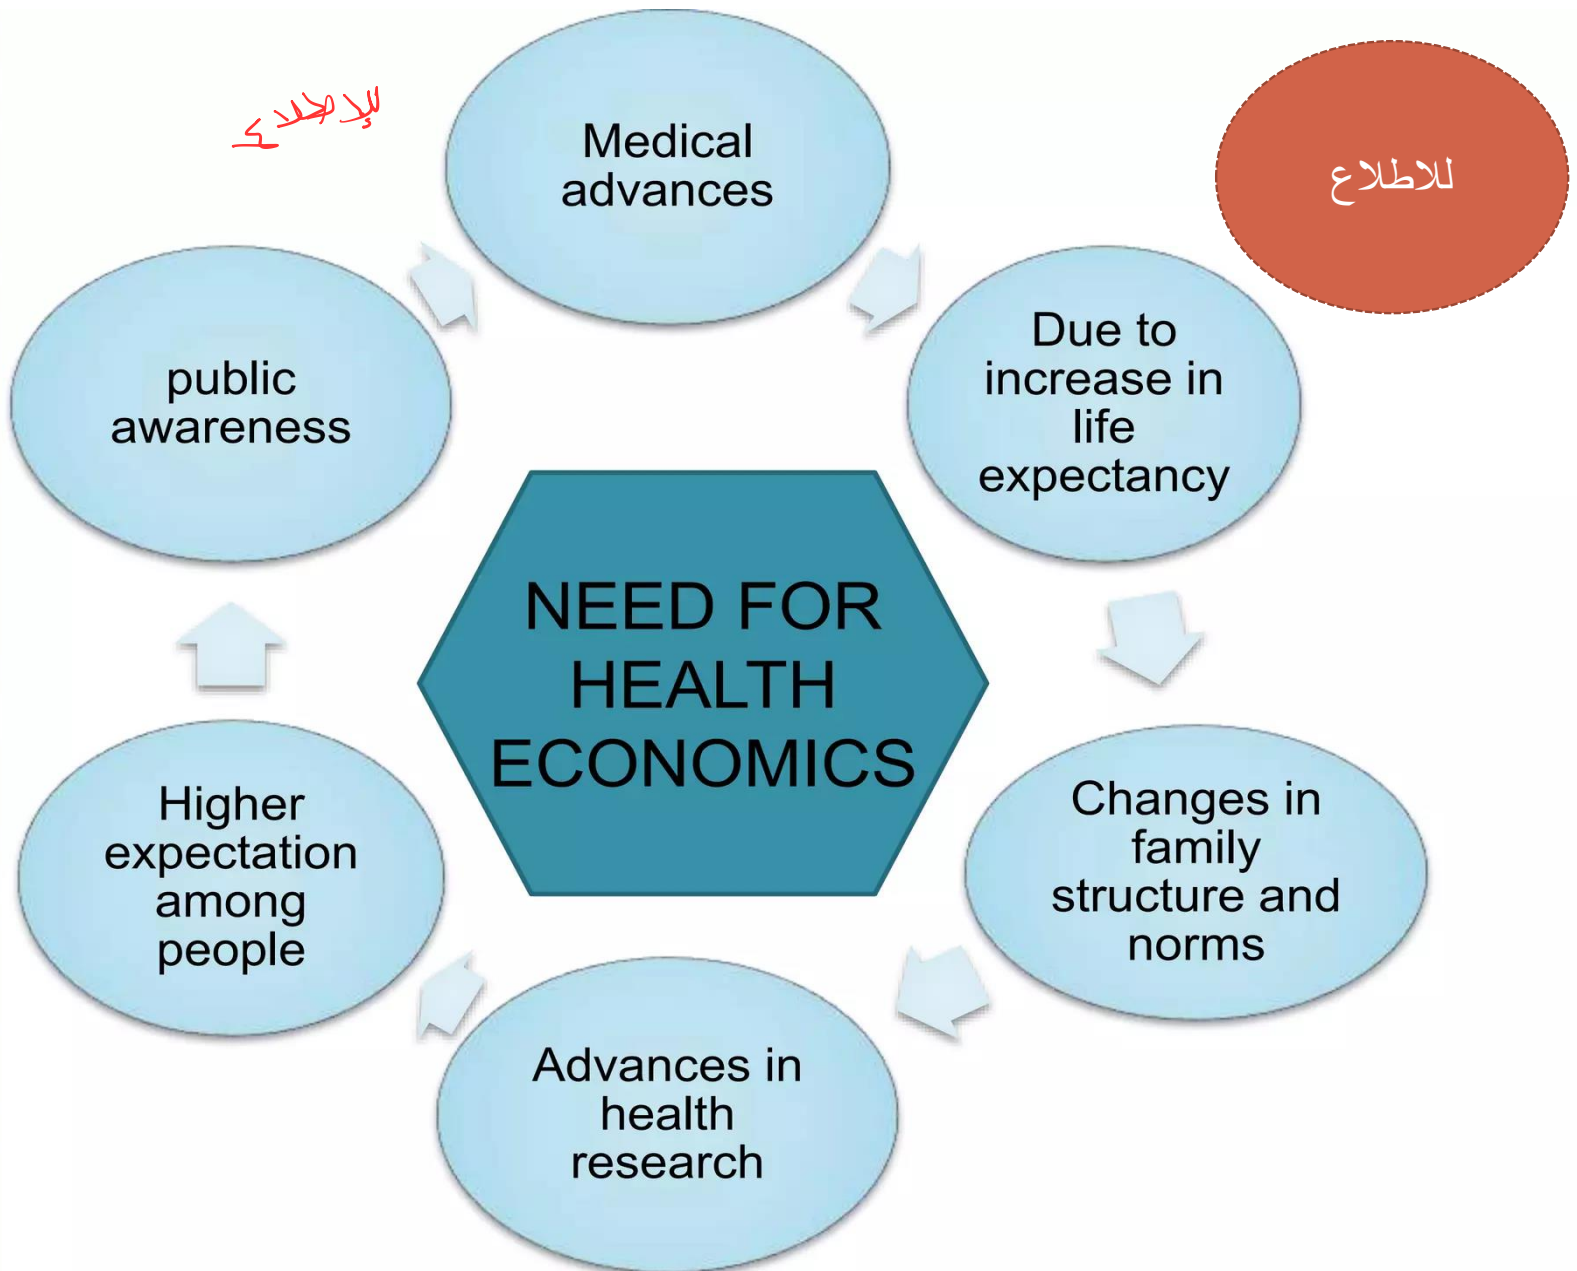 للإطلاع
Medical
advances
للاطلاع
Due to
increase in
life
expectancy
public
awareness
NEED FOR
HEALTH
ECONOMICS
Changes in
family
structure and
norms
Higher
expectation
among
people
Advances in
health
research